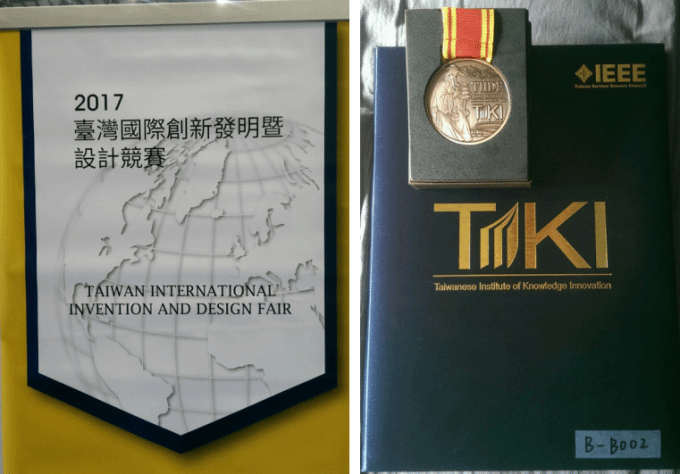 2017
臺灣國際創新發明暨
設計競賽
TAIWAN INTERNATIONAL
INVENTION AND DESIGN FAIR
TIIDF
TIKI
IEEE
TIKI
Taiwanese Institute of Knowledge Innovation
B-B002